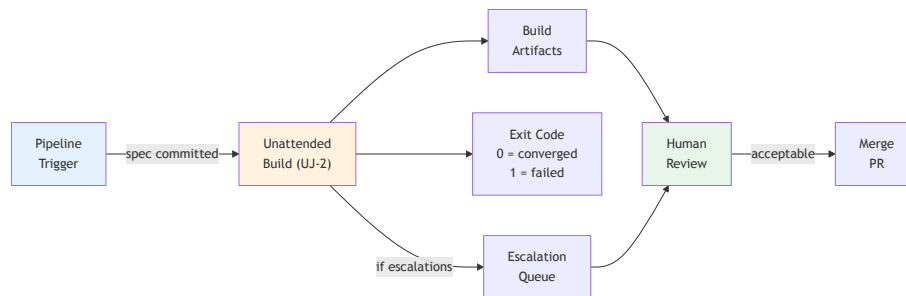 Pipeline
Trigger
spec committed
Unattended
Build (UJ-2)
if escalations
Build
Artifacts
Exit Code
0 = converged
1 = failed
Escalation
Queue
Human
Review
acceptable
Merge
PR